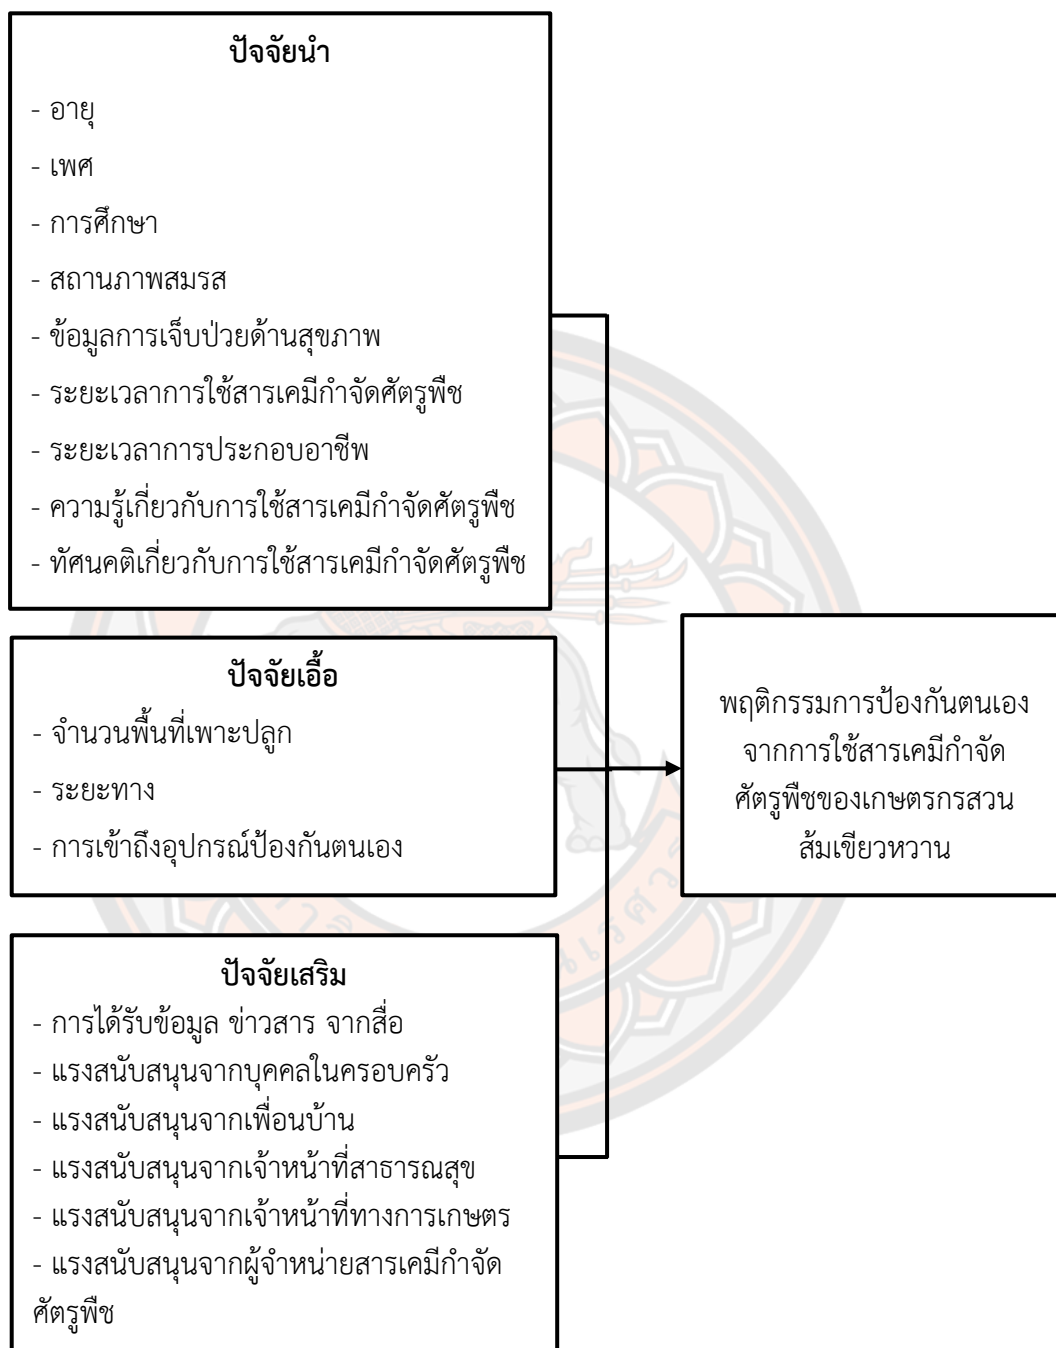 ปัจจัยนำ
- อายุ
- เพศ
- การศึกษา
- สถานภาพสมรส
- ข้อมูลการเจ็บป่วยด้านสุขภาพ
- ระยะเวลาการใช้สารเคมีกำจัดศัตรูพืช
- ระยะเวลาการประกอบอาชีพ
- ความรู้เกี่ยวกับการใช้สารเคมีกำจัดศัตรูพืช
- ทัศนคติเกี่ยวกับการใช้สารเคมีกำจัดศัตรูพืช
ปัจจัยเอื้อ
- จำนวนพื้นที่เพาะปลูก
- ระยะทาง
- การเข้าถึงอุปกรณ์ป้องกันตนเอง
ปัจจัยเสริม
- การได้รับข้อมูล ข่าวสาร จากสื่อ
- แรงสนับสนุนจากบุคคลในครอบครัว
- แรงสนับสนุนจากเพื่อนบ้าน
- แรงสนับสนุนจากเจ้าหน้าที่สาธารณสุข
- แรงสนับสนุนจากเจ้าหน้าที่ทางการเกษตร
- แรงสนับสนุนจากผู้จำหน่ายสารเคมีกำจัด
ศัตรูพืช
พฤติกรรมการป้องกันตนเอง
จากการใช้สารเคมีกำจัด
ศัตรูพืชของเกษตรกรสวน
ส้มเขียวหวาน